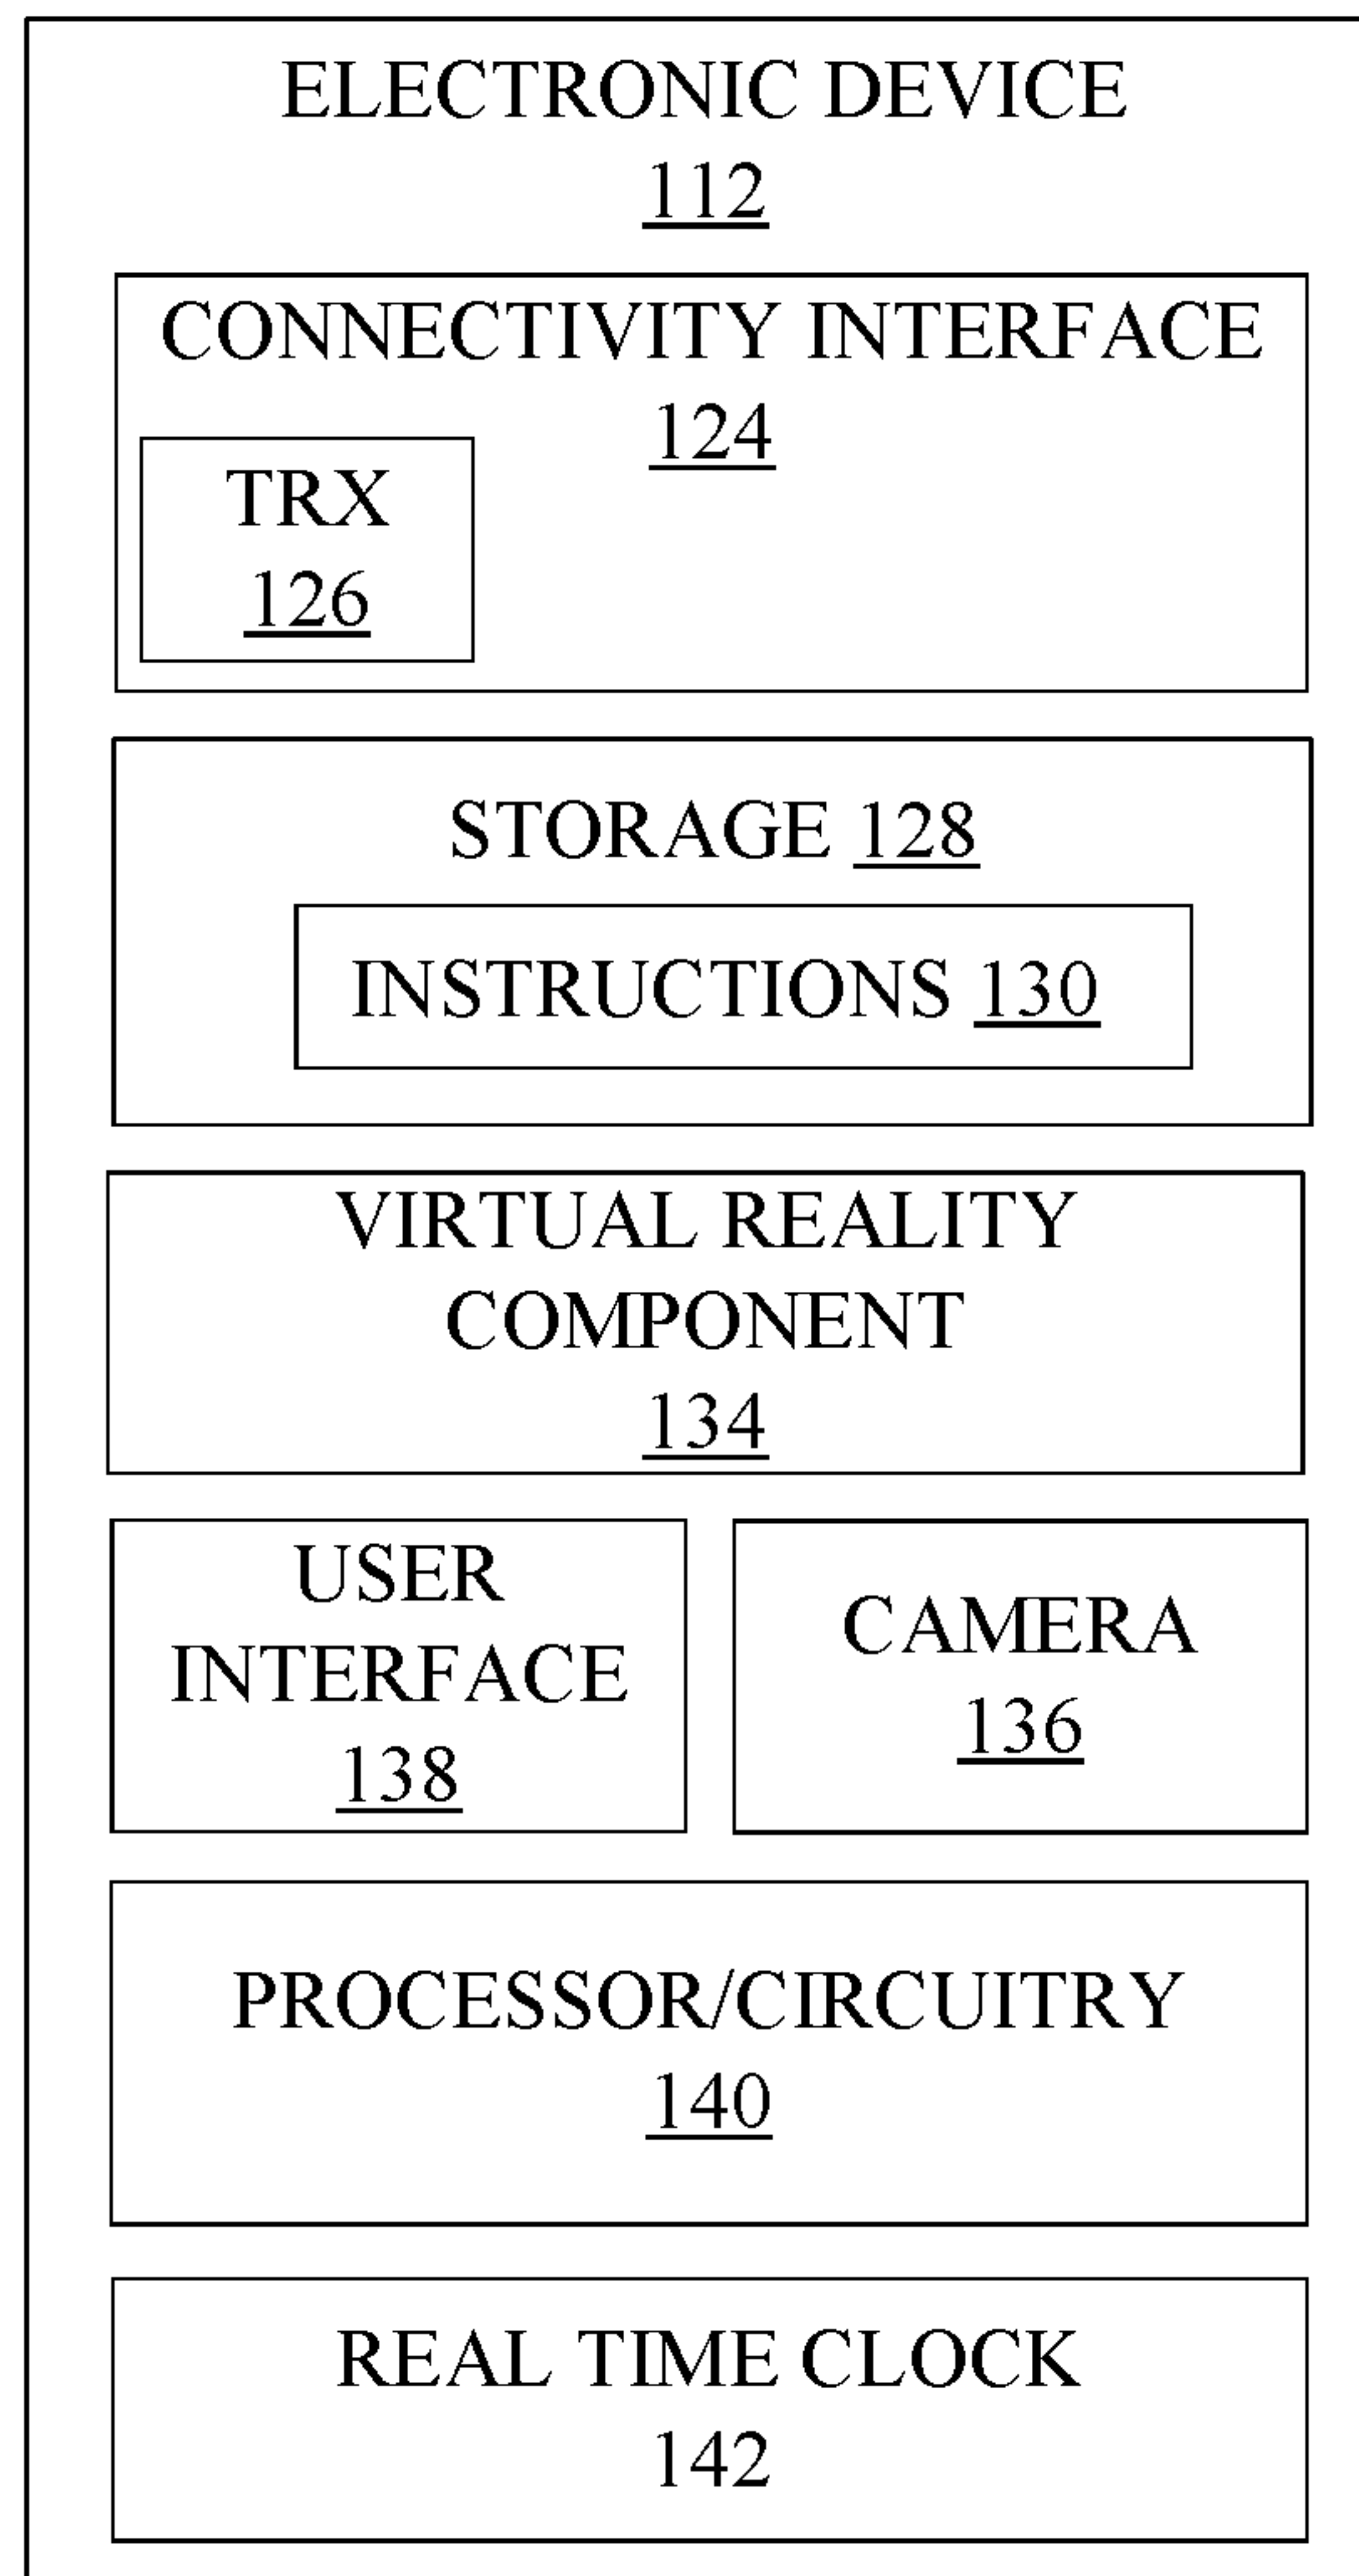 ELECTRONIC DEVICE
112
CONNECTIVITY INTERFACE
124
TRX
126
STORAGE 128
INSTRUCTIONS 130
VIRTUAL REALITY
COMPONENT
134
USER
INTERFACE
138
CAMERA
136
PROCESSOR/CIRCUITRY
140
REAL TIME CLOCK
142